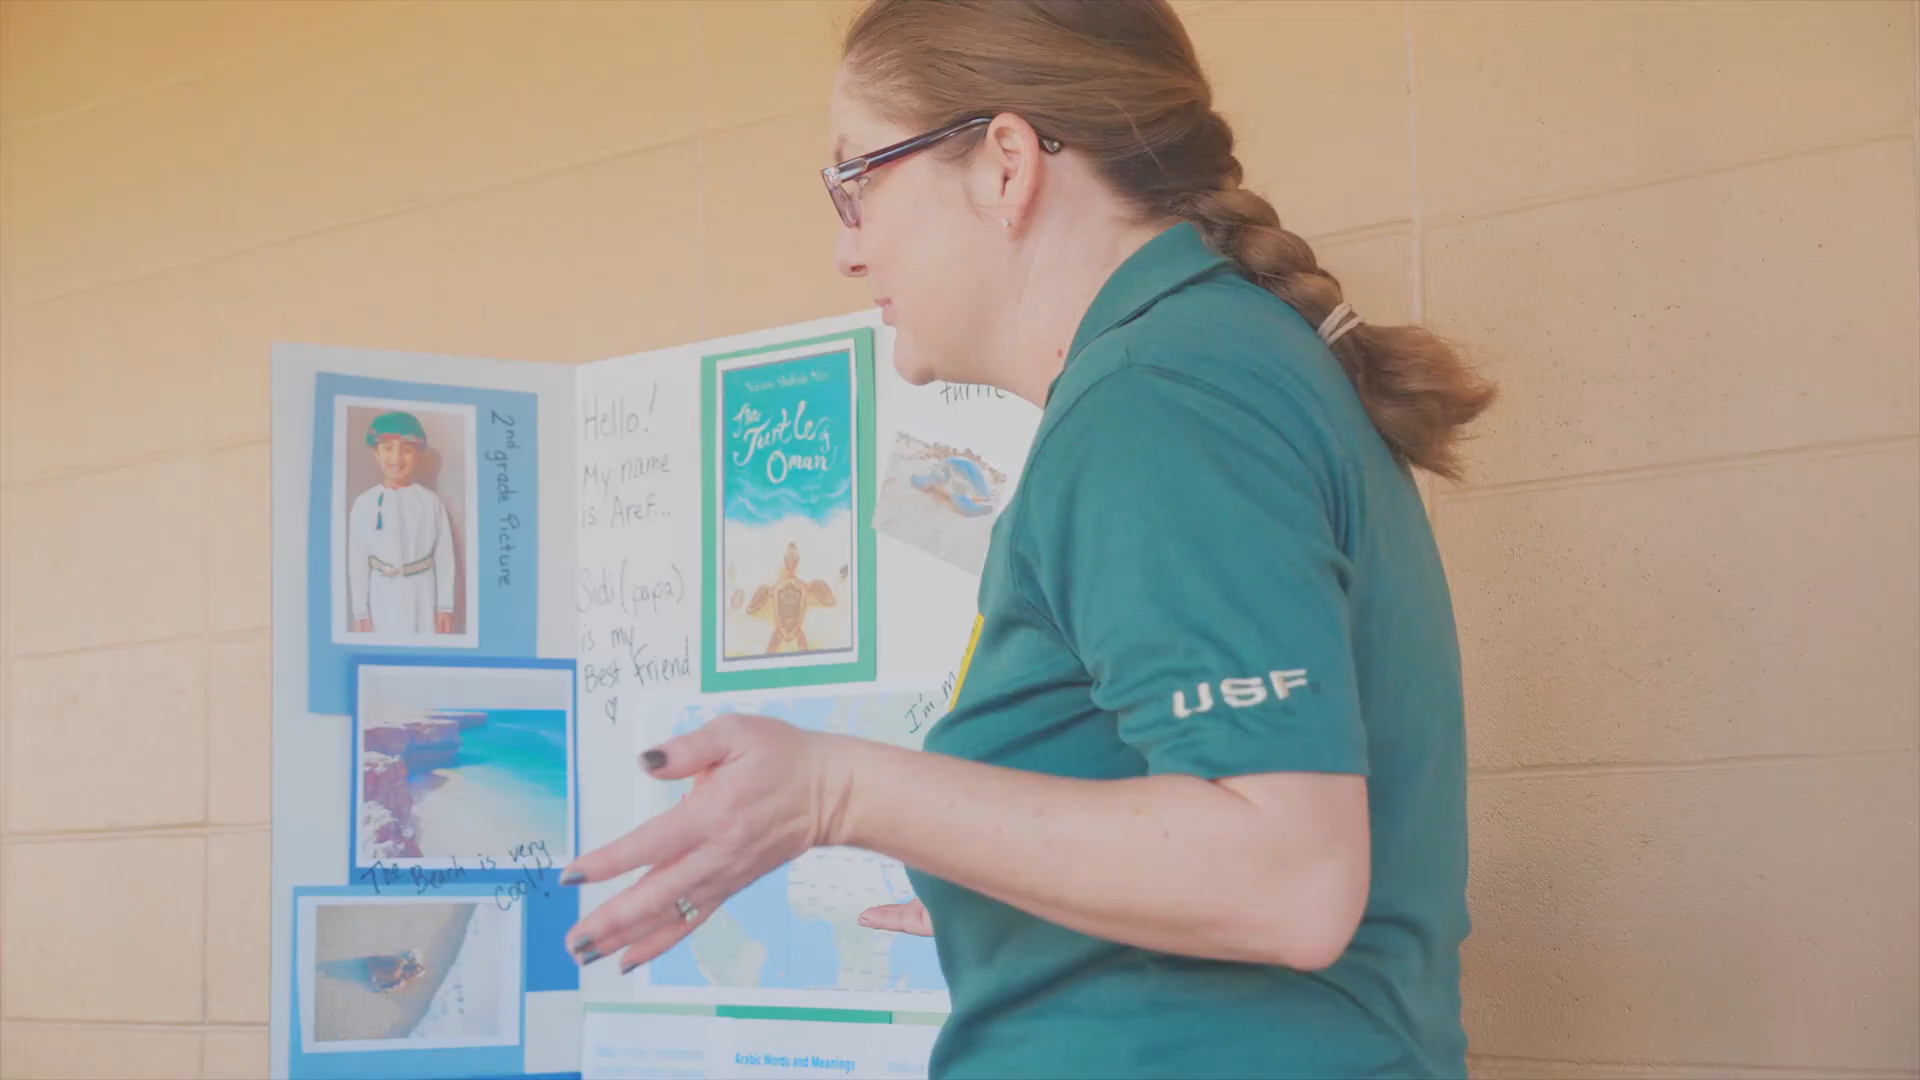 2nd grade Picture
Hello!
My name
is Aref...
Sidi (papa)
is my
Best Friend
♡
The
Turtle of
Oman
turtle
I'm
The Beach is very
cool!
Arabic Words and Meanings
USF